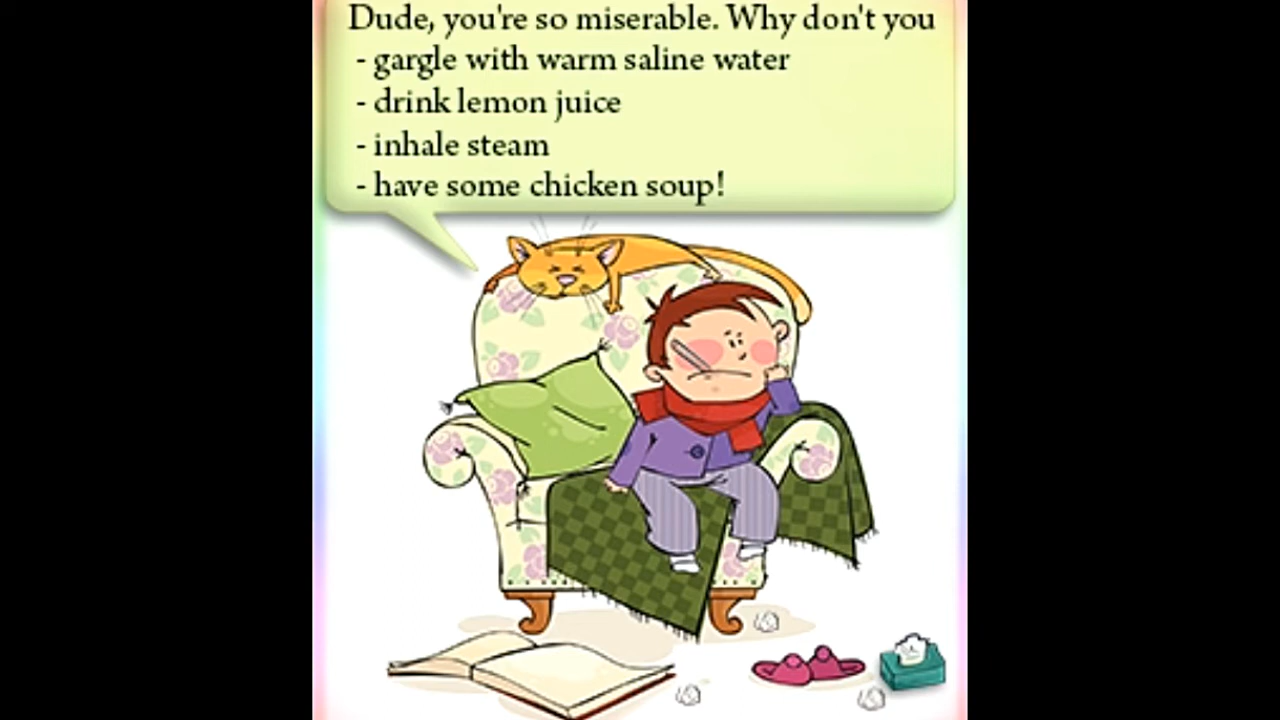 Dude, you're so miserable. Why don't you
- gargle with warm saline water
- drink lemon juice
- inhale steam
- have some chicken soup!